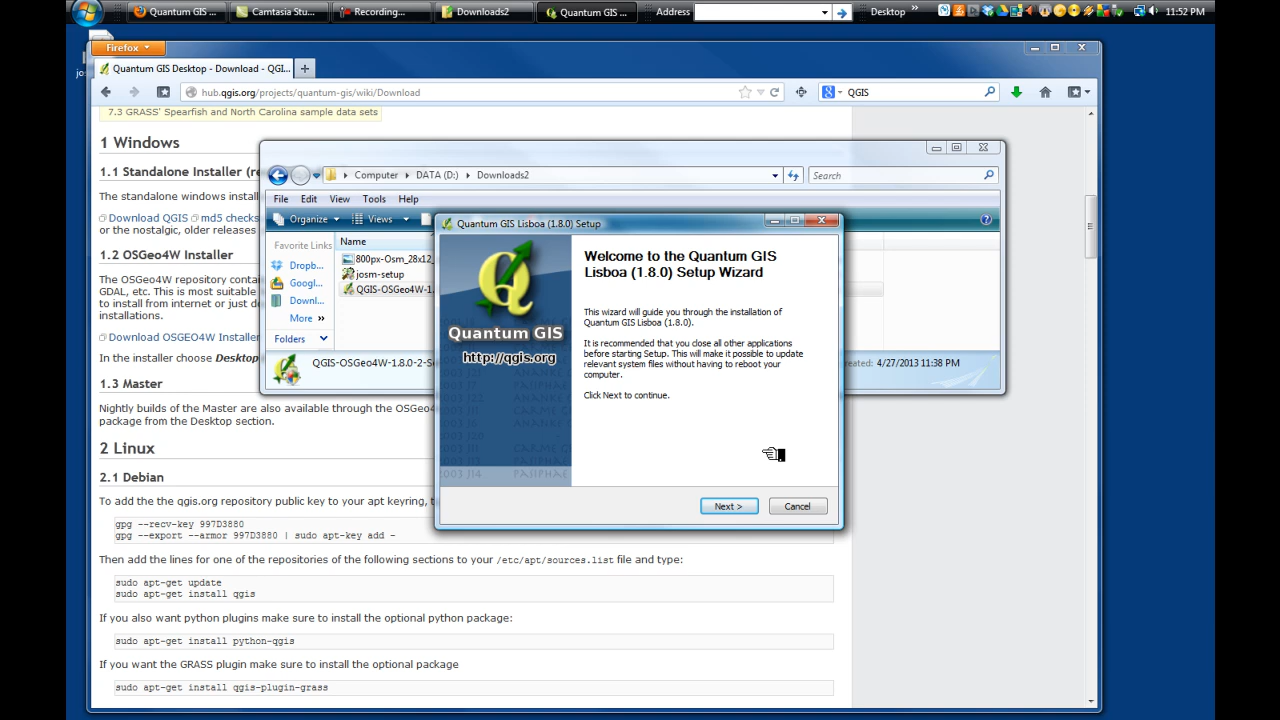 Quantum GIS ...
Camtasia Stu...
Recording...
Downloads2
Quantum GIS ...
Address
Desktop
»
11:52 PM
Firefox
Quantum GIS Desktop - Download - QGI...
hub.qgis.org/projects/quantum-gis/wiki/Download
QGIS
7.3 GRASS' Spearfish and North Carolina sample data sets
1 Windows
1.1 Standalone Installer (re
The standalone windows install
Download QGIS md5 checks
or the nostalgic, older releases
1.2 OSGeo4W Installer
The OSGeo4W repository contai
GDAL, etc. This is most suitable
to install from internet or just do
installations.
Download OSGEO4W Installer
In the installer choose Desktop
1.3 Master
Nightly builds of the Master are also available through the OSGeo4
package from the Desktop section.
2 Linux
2.1 Debian
To add the the qgis.org repository public key to your apt keyring, t
gpg --recv-key 997D3880
gpg --export --armor 997D3880 | sudo apt-key add -
Then add the lines for one of the repositories of the following sections to your /etc/apt/sources.list file and type:
sudo apt-get update
sudo apt-get install qgis
If you also want python plugins make sure to install the optional python package:
sudo apt-get install python-qgis
If you want the GRASS plugin make sure to install the optional package
sudo apt-get install qgis-plugin-grass
Computer
DATA (D:)
Downloads2
Search
File Edit View Tools Help
Organize
Views
Favorite Links
Dropb...
Googl...
Downl...
More »
Folders
Name
800px-Osm_28x12_
josm-setup
QGIS-OSGeo4W-1.
QGIS-OSGeo4W-1.8.0-2-Se
eated: 4/27/2013 11:38 PM
Quantum GIS Lisboa (1.8.0) Setup
Quantum GIS
http://qgis.org
Welcome to the Quantum GIS
Lisboa (1.8.0) Setup Wizard
This wizard will guide you through the installation of
Quantum GIS Lisboa (1.8.0).
It is recommended that you close all other applications
before starting Setup. This will make it possible to update
relevant system files without having to reboot your
computer.
Click Next to continue.
Next >
Cancel